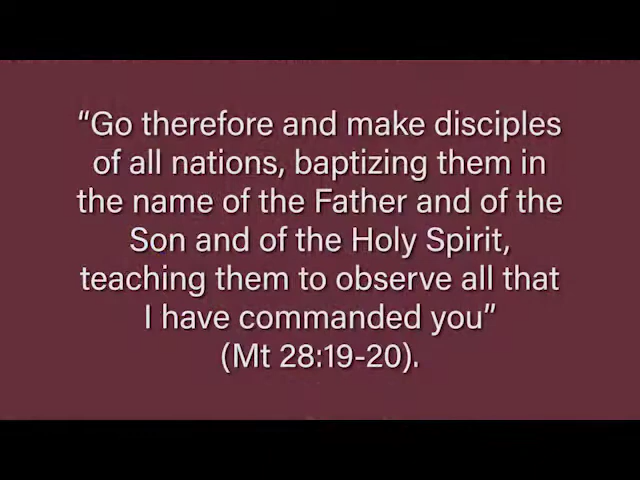 “Go therefore and make disciples
of all nations, baptizing them in
the name of the Father and of the
Son and of the Holy Spirit,
teaching them to observe all that
I have commanded you”
(Mt 28:19-20).